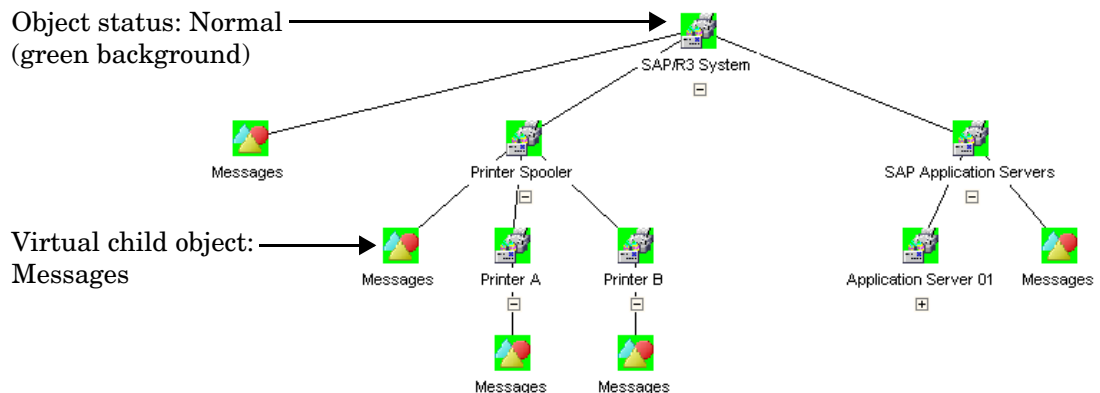 Object status: Normal
(green background)
SAP/R3 System
Messages
Printer Spooler
SAP Application Servers
Virtual child object:
Messages
Messages
Printer A
Printer B
Application Server 01
Messages
Messages
Messages